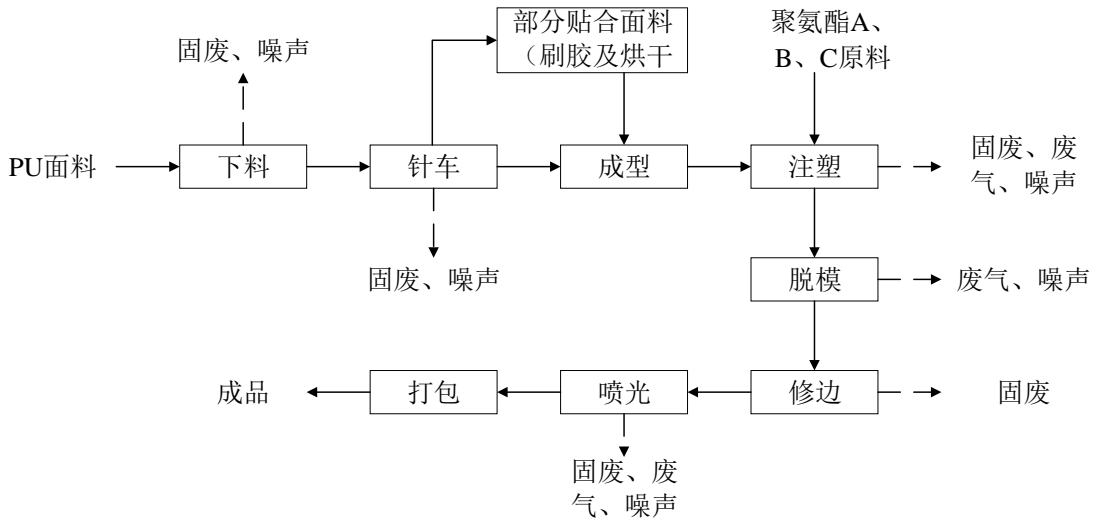 部分贴合面料
（刷胶及烘干
聚氨酯A、
B、C原料
固废、噪声
PU面料
下料
针车
成型
注塑
固废、废
气、噪声
固废、噪声
脱模
废气、噪声
成品
打包
喷光
修边
固废
固废、废
气、噪声